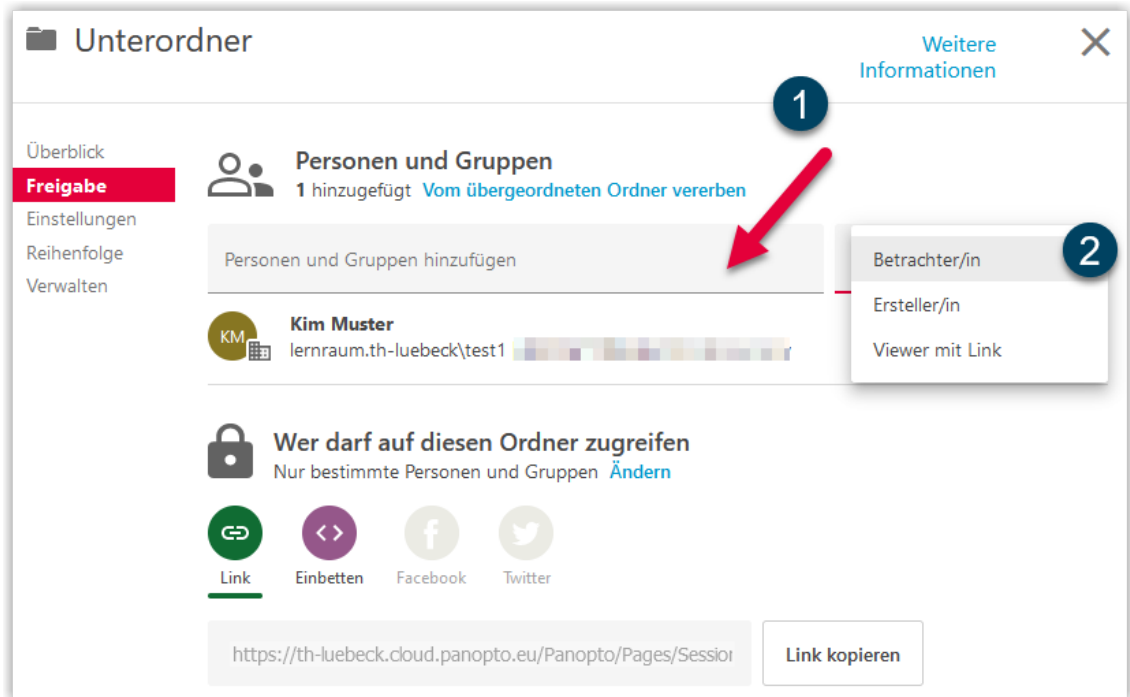 Unterordner
Weitere
Informationen
1
Überblick
Freigabe
Einstellungen
Reihenfolge
Verwalten
Personen und Gruppen
1 hinzugefügt Vom übergeordneten Ordner vererben
Personen und Gruppen hinzufügen
Betrachter/in
2
Ersteller/in
Viewer mit Link
KM
Kim Muster
lernraum.th-luebeck\test1
Wer darf auf diesen Ordner zugreifen
Nur bestimmte Personen und Gruppen Ändern
Link
Einbetten
Facebook
Twitter
https://th-luebeck.cloud.panopto.eu/Panopto/Pages/Session
Link kopieren